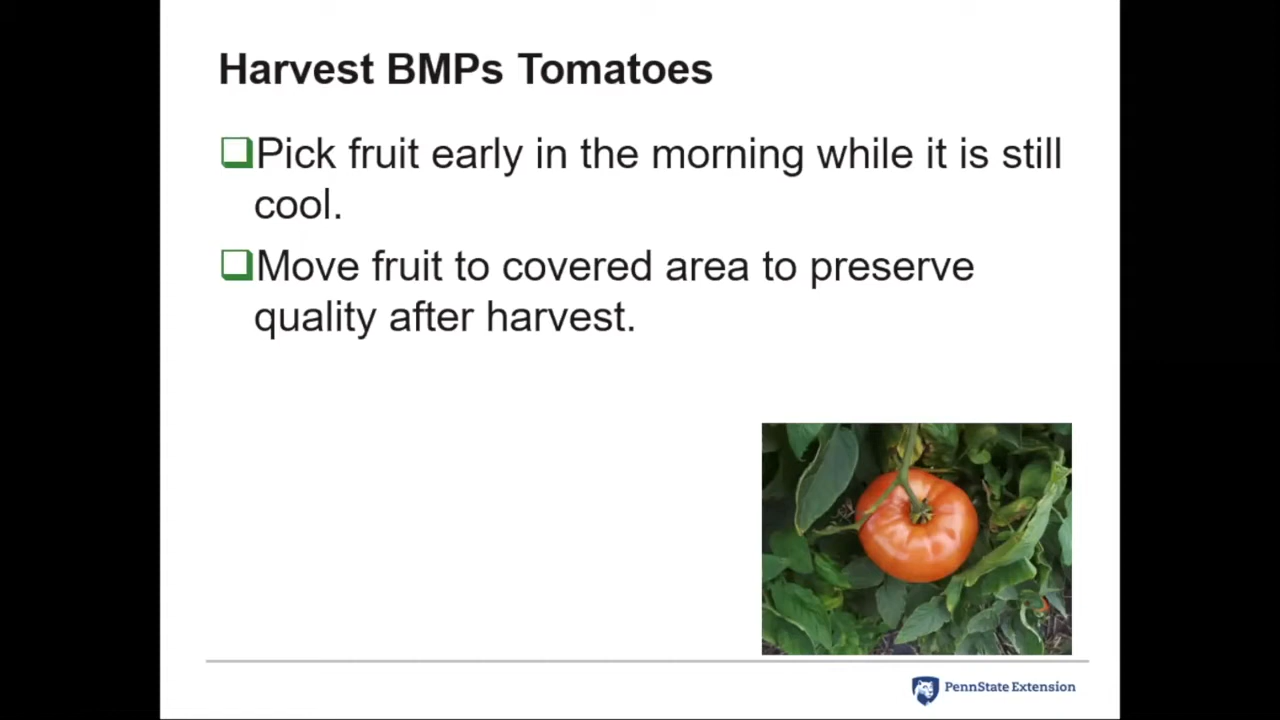 Harvest BMPs Tomatoes
Pick fruit early in the morning while it is still
cool.
Move fruit to covered area to preserve
quality after harvest.
PennState Extension